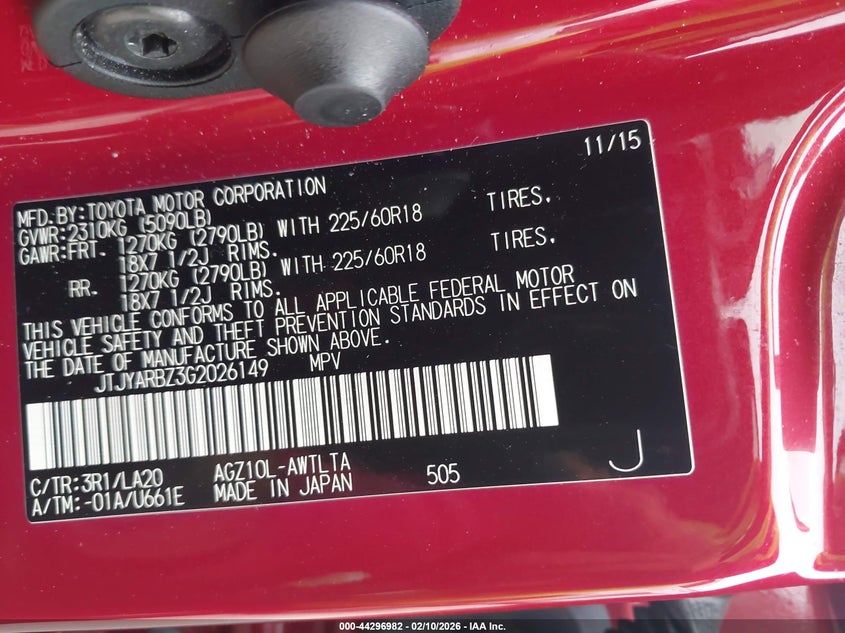 11/15
MFD.BY:TOYOTA MOTOR CORPORATION
GVWR:2310KG (5090LB)
GAWR:FRT. 1270KG (2790LB) WITH 225/60R18 TIRES.
18X7 1/2J RIMS.
RR. 1270KG (2790LB) WITH 225/60R18 TIRES.
18X7 1/2J RIMS.
THIS VEHICLE CONFORMS TO ALL APPLICABLE FEDERAL MOTOR
VEHICLE SAFETY AND THEFT PREVENTION STANDARDS IN EFFECT ON
THE DATE OF MANUFACTURE SHOWN ABOVE.
JTJYARBZ3G2026149 MPV
C/TR:3R1/LA20 AGZ10L-AWTLTA
A/TM:-01A/U661E MADE IN JAPAN 505 J
000-44296982 - 02/10/2026 - IAA Inc.